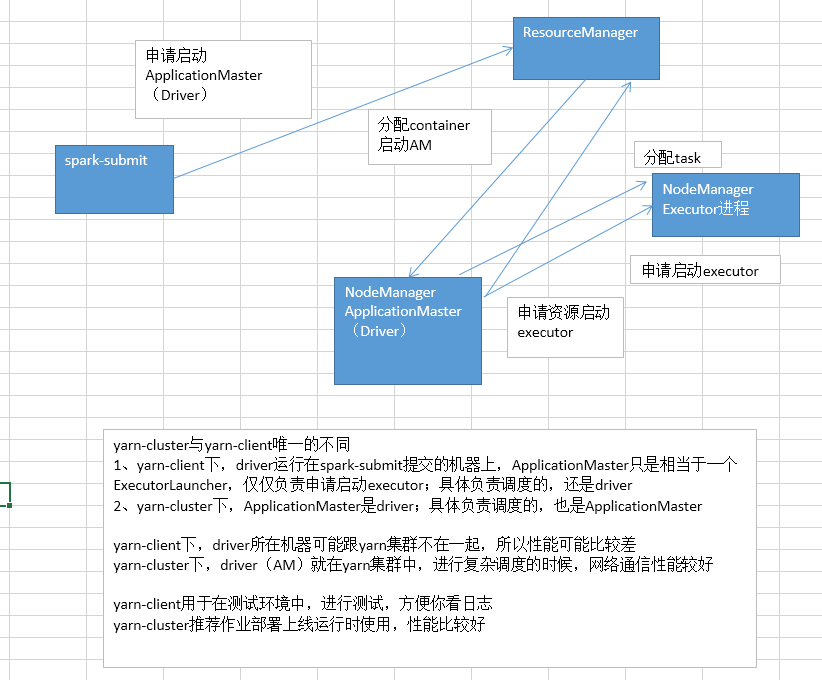 ResourceManager
申请启动
ApplicationMaster
（Driver）
分配container
启动AM
spark-submit
分配task
NodeManager
Executor进程
申请启动executor
NodeManager
ApplicationMaster
（Driver）
申请资源启动
executor
yarn-cluster与yarn-client唯一的不同
1、yarn-client下，driver运行在spark-submit提交的机器上，ApplicationMaster只是相当于一个
ExecutorLauncher，仅仅负责申请启动executor；具体负责调度的，还是driver
2、yarn-cluster下，ApplicationMaster是driver；具体负责调度的，也是ApplicationMaster
yarn-client下，driver所在机器可能跟yarn集群不在一起，所以性能可能比较差
yarn-cluster下，driver（AM）就在yarn集群中，进行复杂调度的时候，网络通信性能较好
yarn-client用于在测试环境中，进行测试，方便你看日志
yarn-cluster推荐作业部署上线运行时使用，性能比较好